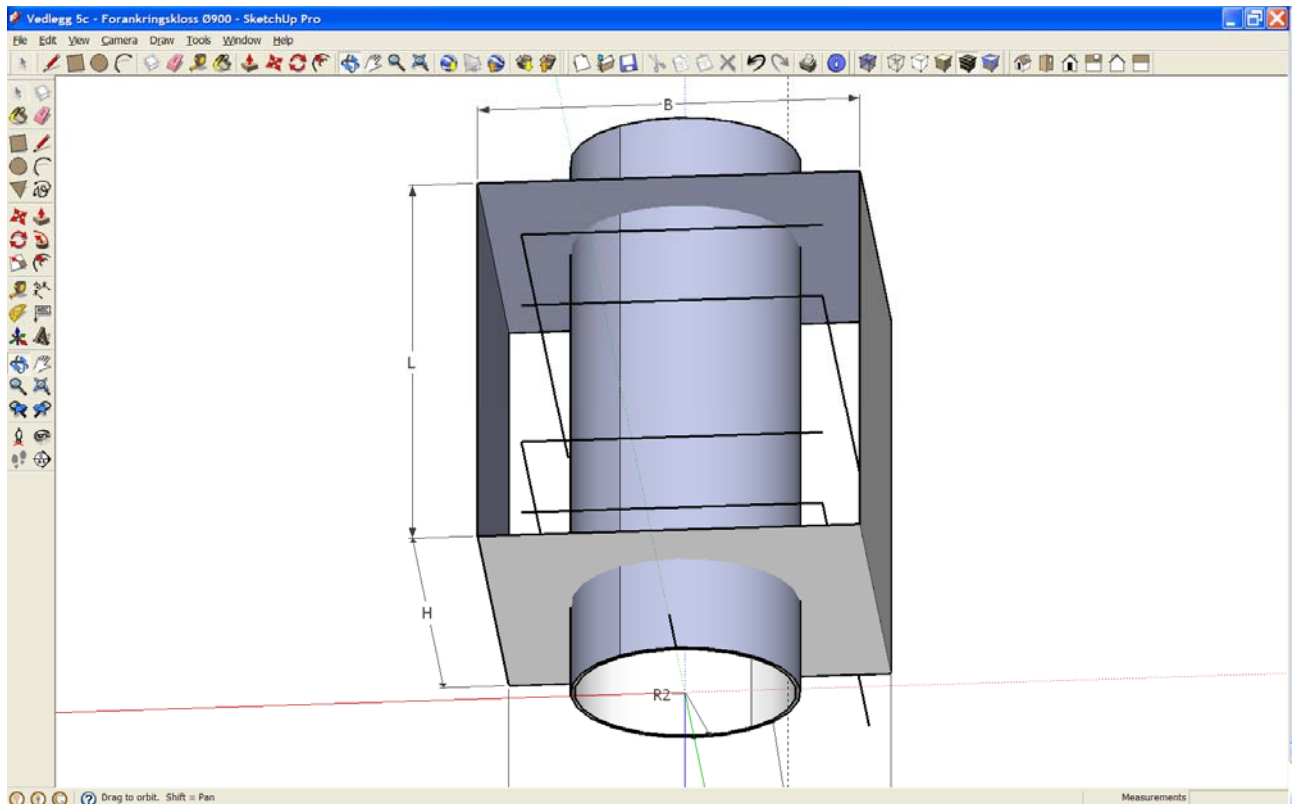 Vedlegg 5c - Forankringskloss Ø900 - SketchUp Pro
File Edit View Camera Draw Tools Window Help
B
L
H
R2
Drag to orbit. Shift = Pan
Measurements